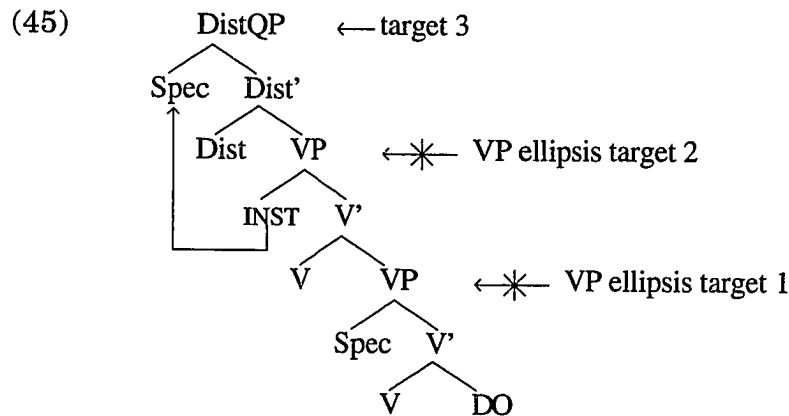 (45) DistQP ← target 3
Spec Dist'
Dist VP VP ellipsis target 2
INST V'
V VP VP ellipsis target 1
Spec V'
V DO